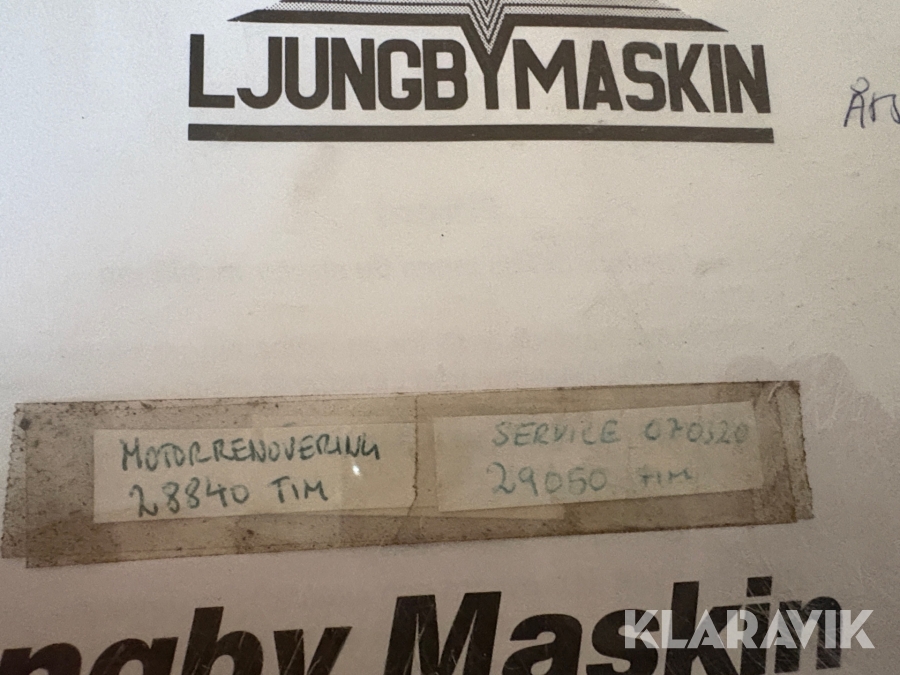 LJUNGBYMASKIN
MOTORRENOVERING
28840 TIM
SERVICE 070320
29050 TIM
Maskin
KLARAVIK